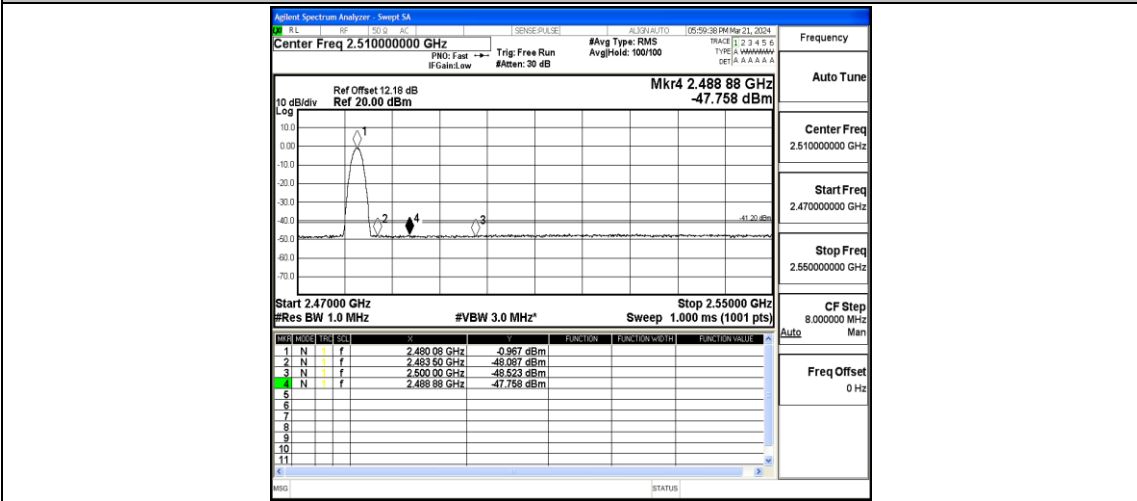 Agilent Spectrum Analyzer - Swept SA
RL RF 50 Ω AC SENSE:PULSE ALIGN AUTO 05:59:38 PM Mar 21, 2024
Center Freq 2.510000000 GHz
PNO: Fast
IFGain:Low
Trig: Free Run
#Atten: 30 dB
#Avg Type: RMS
Avg|Hold: 100/100
TRACE 1 2 3 4 5 6
TYPE A WWWWW
DET A A A A A A
Frequency
Auto Tune
Center Freq
2.510000000 GHz
Start Freq
2.470000000 GHz
Stop Freq
2.550000000 GHz
CF Step
8.000000 MHz
Auto Man
Freq Offset
0 Hz
Mkr4 2.488 88 GHz
-47.758 dBm
Ref Offset 12.18 dB
10 dB/div Ref 20.00 dBm
Log
10.0
0.00
-10.0
-20.0
-30.0
-40.0
-50.0
-60.0
-70.0
1
2
4
3
-41.20 dBm
Start 2.47000 GHz Stop 2.55000 GHz
#Res BW 1.0 MHz #VBW 3.0 MHz* Sweep 1.000 ms (1001 pts)
MKR MODE TRC SCL X Y FUNCTION FUNCTION WIDTH FUNCTION VALUE
1 N 1 f 2.480 08 GHz -0.967 dBm
2 N 1 f 2.483 50 GHz -48.087 dBm
3 N 1 f 2.500 00 GHz -48.523 dBm
4 N 1 f 2.488 88 GHz -47.758 dBm
5
6
7
8
9
10
11
MSG STATUS